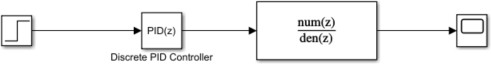 PID(z)
Discrete PID Controller
num(z)
den(z)